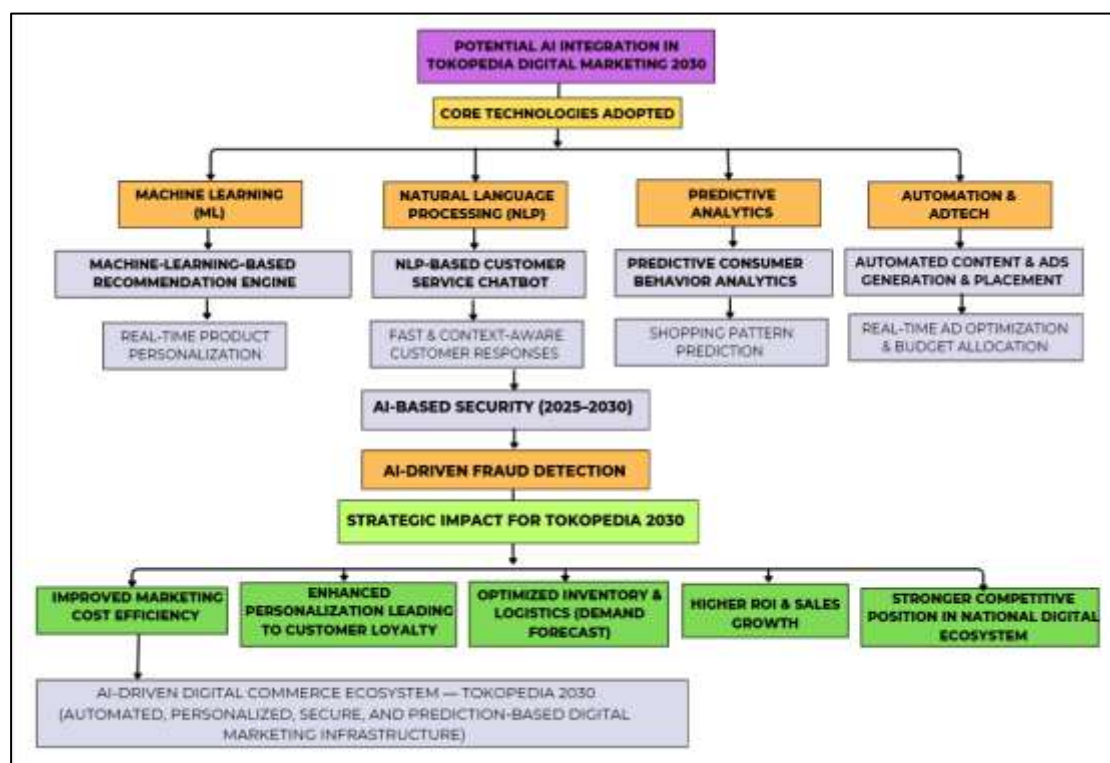 POTENTIAL AI INTEGRATION IN
TOKOPEDIA DIGITAL MARKETING 2030
CORE TECHNOLOGIES ADOPTED
MACHINE LEARNING
(ML)
NATURAL LANGUAGE
PROCESSING (NLP)
PREDICTIVE
ANALYTICS
AUTOMATION &
ADTECH
MACHINE-LEARNING-BASED
RECOMMENDATION ENGINE
NLP-BASED CUSTOMER
SERVICE CHATBOT
PREDICTIVE CONSUMER
BEHAVIOR ANALYTICS
AUTOMATED CONTENT & ADS
GENERATION & PLACEMENT
REAL-TIME PRODUCT
PERSONALIZATION
FAST & CONTEXT-AWARE
CUSTOMER RESPONSES
SHOPPING PATTERN
PREDICTION
REAL-TIME AD OPTIMIZATION
& BUDGET ALLOCATION
AI-BASED SECURITY (2025–2030)
AI-DRIVEN FRAUD DETECTION
STRATEGIC IMPACT FOR TOKOPEDIA 2030
IMPROVED MARKETING
COST EFFICIENCY
ENHANCED
PERSONALIZATION LEADING
TO CUSTOMER LOYALTY
OPTIMIZED INVENTORY &
LOGISTICS (DEMAND
FORECAST)
HIGHER ROI & SALES
GROWTH
STRONGER COMPETITIVE
POSITION IN NATIONAL DIGITAL
ECOSYSTEM
AI-DRIVEN DIGITAL COMMERCE ECOSYSTEM — TOKOPEDIA 2030
(AUTOMATED, PERSONALIZED, SECURE, AND PREDICTION-BASED DIGITAL
MARKETING INFRASTRUCTURE)